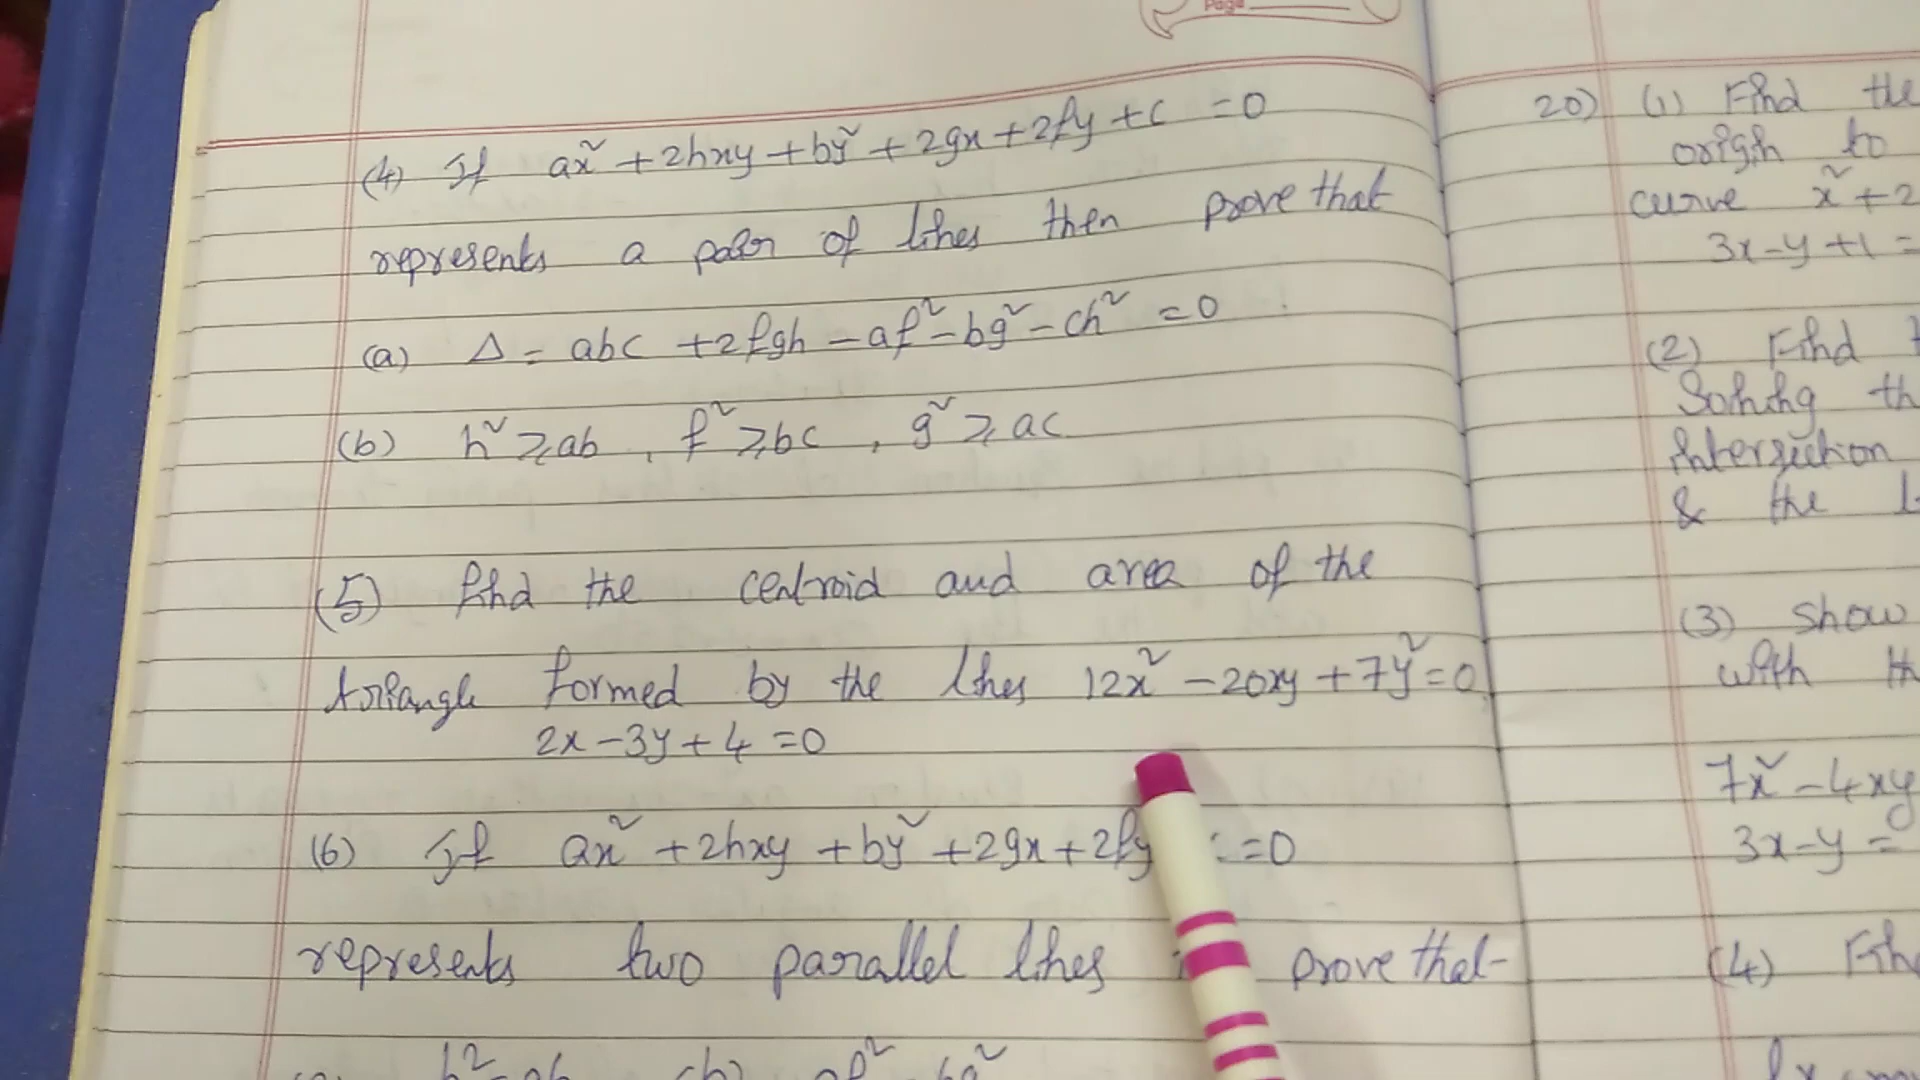 Page
(4) If ax² + 2hxy + by² + 2gx + 2fy + c = 0
represents a pair of lines then prove that
(a) Δ = abc + 2fgh - af² - bg² - ch² = 0
(b) h² ≥ ab, f² ≥ bc, g² ≥ ac
(5) find the centroid and area of the
triangle formed by the lines 12x² - 20xy + 7y² = 0,
2x - 3y + 4 = 0
(6) If ax² + 2hxy + by² + 2gx + 2fy = 0
represents two parallel lines prove that
20) (1) Find the
origin to
curve x² + 2
3x - y + 1 =
(2) Find
Joining th
intersection
& the
(3) Show
with
7x² - 4xy
3x - y =
(4)